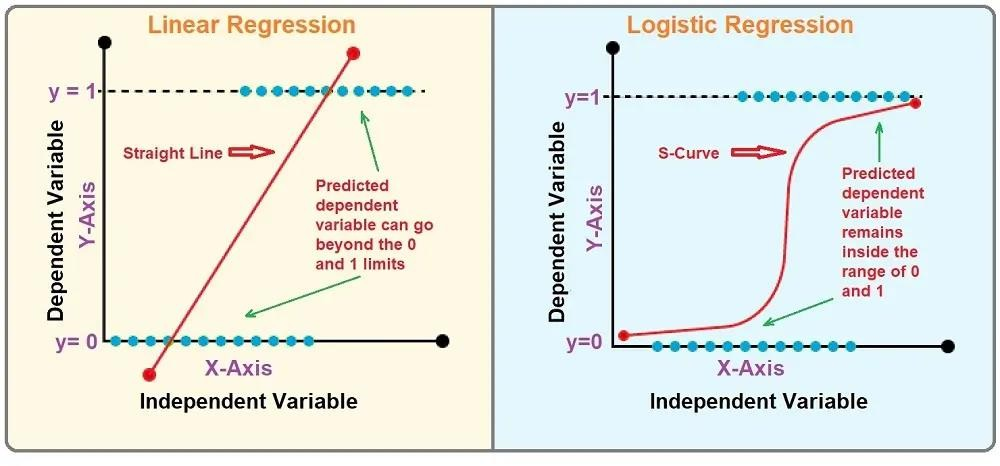 Linear Regression
y = 1
Straight Line
Predicted
dependent
variable can go
beyond the 0
and 1 limits
Dependent Variable
Y-Axis
y= 0
X-Axis
Independent Variable
Logistic Regression
y=1
S-Curve
Predicted
dependent
variable
remains
inside the
range of 0
and 1
Dependent Variable
Y-Axis
y=0
X-Axis
Independent Variable